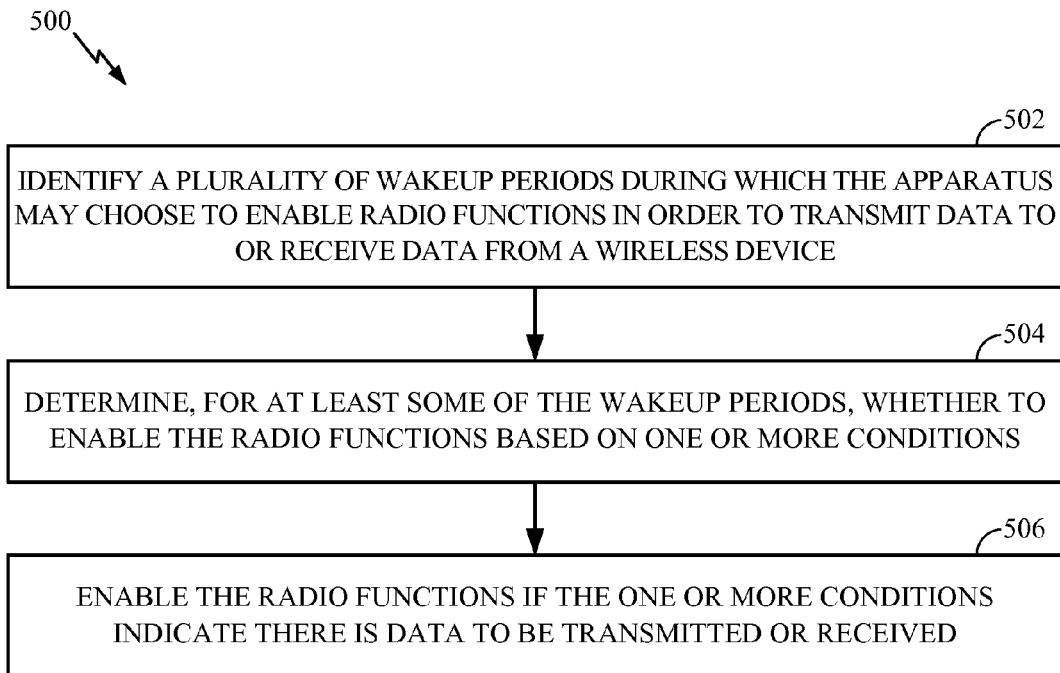 500
502
IDENTIFY A PLURALITY OF WAKEUP PERIODS DURING WHICH THE APPARATUS
MAY CHOOSE TO ENABLE RADIO FUNCTIONS IN ORDER TO TRANSMIT DATA TO
OR RECEIVE DATA FROM A WIRELESS DEVICE
504
DETERMINE, FOR AT LEAST SOME OF THE WAKEUP PERIODS, WHETHER TO
ENABLE THE RADIO FUNCTIONS BASED ON ONE OR MORE CONDITIONS
506
ENABLE THE RADIO FUNCTIONS IF THE ONE OR MORE CONDITIONS
INDICATE THERE IS DATA TO BE TRANSMITTED OR RECEIVED